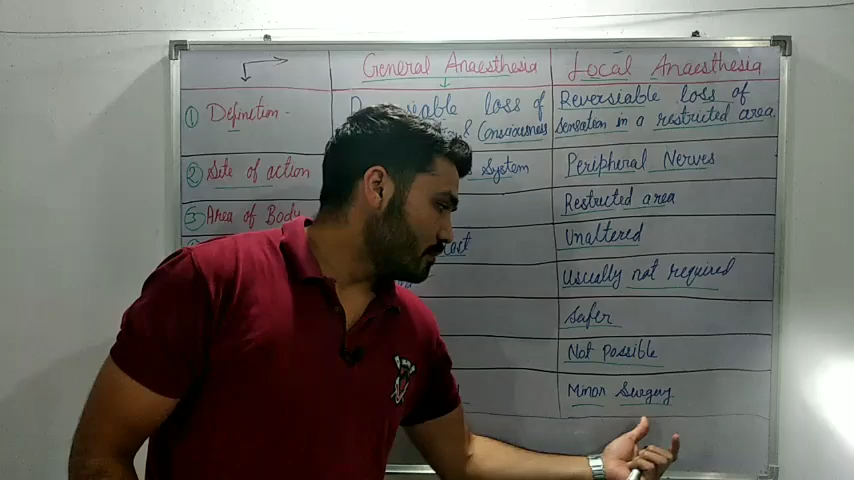 General Anaesthesia
Local Anaesthesia
① Definition -
loss of
& Consciousness
Reversiable loss of
Sensation in a restricted area.
② Site of action
System
Peripheral Nerves
③ Area of Body
Restricted area
Unaltered
Usually not required
Safer
Not Possible
Minor Surgery